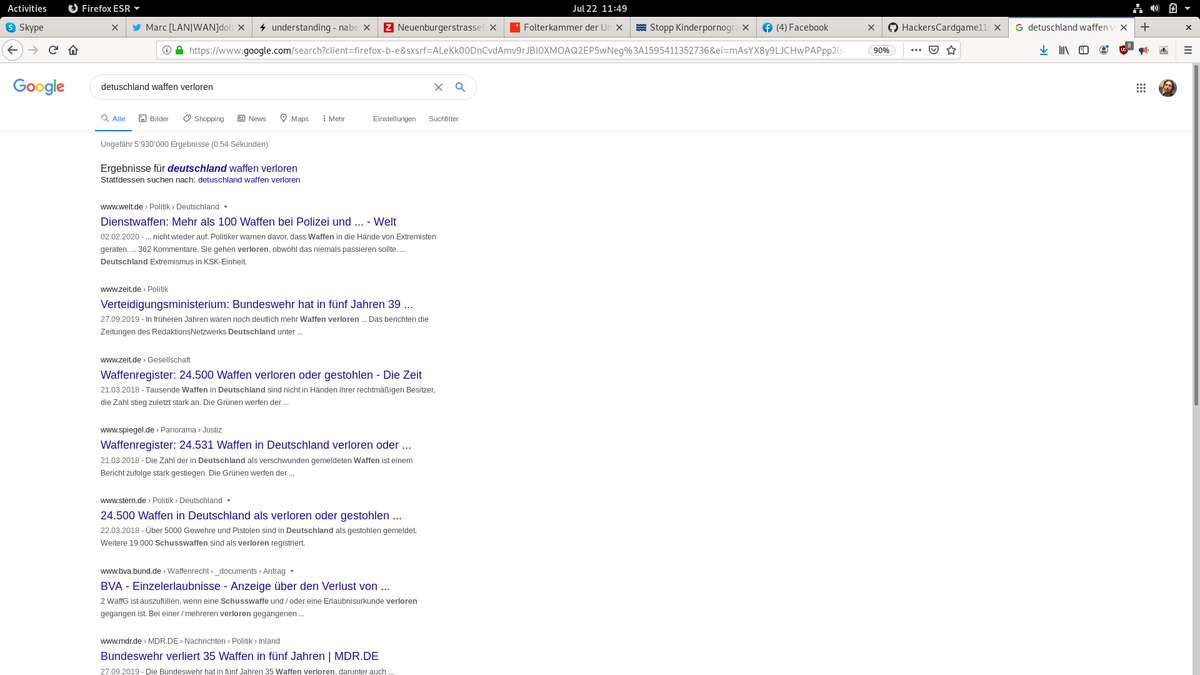 Activities
Firefox ESR
Jul 22 11:49
Skype
Marc [LAN|WAN]dolt
understanding - nabe
Neuenburgerstrasse
Folterkammer der Un
Stopp Kinderpornogra
(4) Facebook
HackersCardgame11/
detuschland waffen ve
https://www.google.com/search?client=firefox-b-e&sxsrf=
90%
Google
detuschland waffen verloren
Alle
Bilder
Shopping
News
Maps
Mehr
Einstellungen
Suchfilter
Ungefähr 5'930'000 Ergebnisse (0.54 Sekunden)
Ergebnisse für deutschland waffen verloren
Stattdessen suchen nach: detuschland waffen verloren
www.welt.de › Politik › Deutschland
Dienstwaffen: Mehr als 100 Waffen bei Polizei und ... - Welt
02.02.2020 - ... nicht wieder auf. Politiker warnen davor, dass Waffen in die Hände von Extremisten
geraten. ... 362 Kommentare. Sie gehen verloren, obwohl das niemals passieren sollte. ...
Deutschland Extremismus in KSK-Einheit.
www.zeit.de › Politik
Verteidigungsministerium: Bundeswehr hat in fünf Jahren 39 ...
27.09.2019 - In früheren Jahren waren noch deutlich mehr Waffen verloren ... Das berichten die
Zeitungen des RedaktionsNetzwerks Deutschland unter ...
www.zeit.de › Gesellschaft
Waffenregister: 24.500 Waffen verloren oder gestohlen - Die Zeit
21.03.2018 - Tausende Waffen in Deutschland sind nicht in Händen ihrer rechtmäßigen Besitzer,
die Zahl stieg zuletzt stark an. Die Grünen werfen der ...
www.spiegel.de › Panorama › Justiz
Waffenregister: 24.531 Waffen in Deutschland verloren oder ...
21.03.2018 - Die Zahl der in Deutschland als verschwunden gemeldeten Waffen ist einem
Bericht zufolge stark gestiegen. Die Grünen werfen der ...
www.stern.de › Politik › Deutschland
24.500 Waffen in Deutschland als verloren oder gestohlen ...
22.03.2018 - Über 5000 Gewehre und Pistolen sind in Deutschland als gestohlen gemeldet.
Weitere 19.000 Schusswaffen sind als verloren registriert.
www.bva.bund.de › Waffenrecht › _documents › Antrag
BVA - Einzelerlaubnisse - Anzeige über den Verlust von ...
2 WaffG ist auszufüllen, wenn eine Schusswaffe und / oder eine Erlaubnisurkunde verloren
gegangen ist. Bei einer / mehreren verloren gegangenen ...
www.mdr.de › MDR.DE › Nachrichten › Politik › Inland
Bundeswehr verliert 35 Waffen in fünf Jahren | MDR.DE
27.09.2019 - Die Bundeswehr hat in fünf Jahren 35 Waffen verloren, darunter auch ...